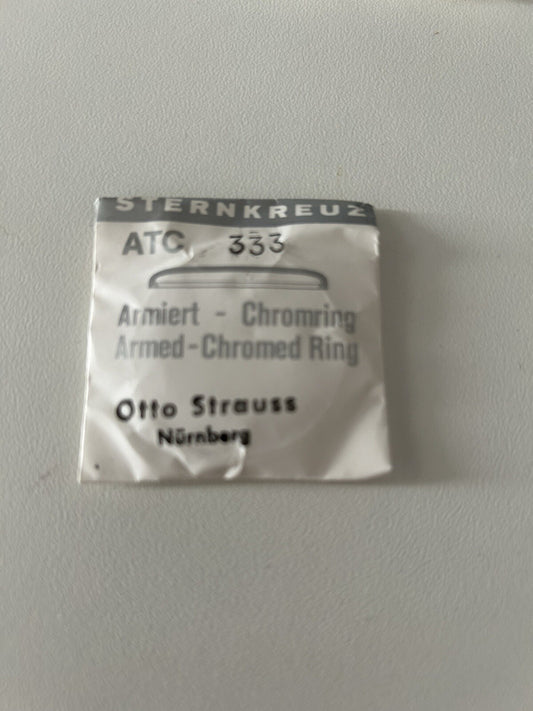 STERNKREUZ
ATC 333
Armiert - Chromring
Armed-Chromed Ring
Otto Strauss
Nürnberg